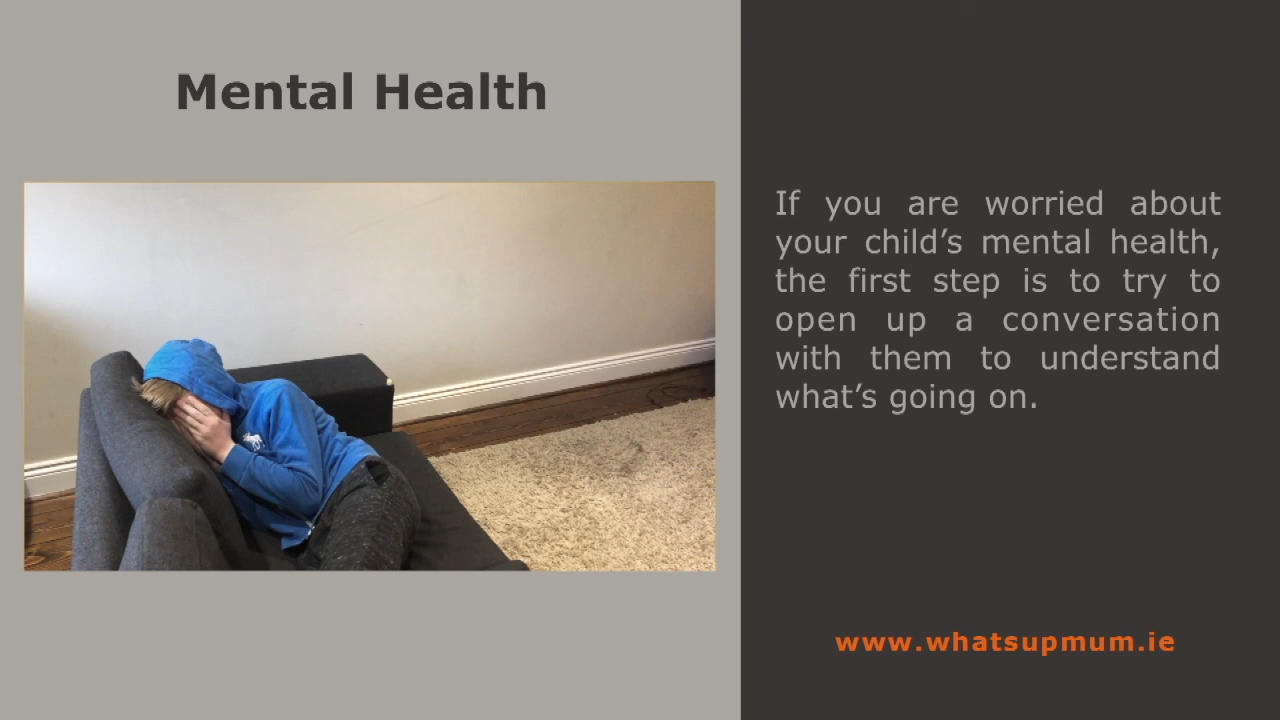 Mental Health
If you are worried about
your child’s mental health,
the first step is to try to
open up a conversation
with them to understand
what’s going on.
www.whatsupmum.ie